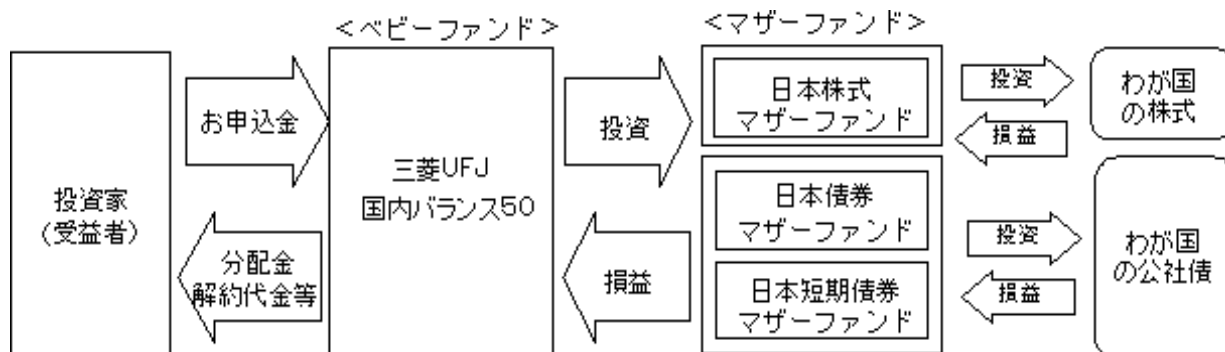 ＜ベビーファンド＞
＜マザーファンド＞
投資家
(受益者)
お申込金
分配金
解約代金等
三菱UFJ
国内バランス50
投資
損益
日本株式
マザーファンド
日本債券
マザーファンド
日本短期債券
マザーファンド
投資
損益
わが国
の株式
投資
損益
わが国
の公社債